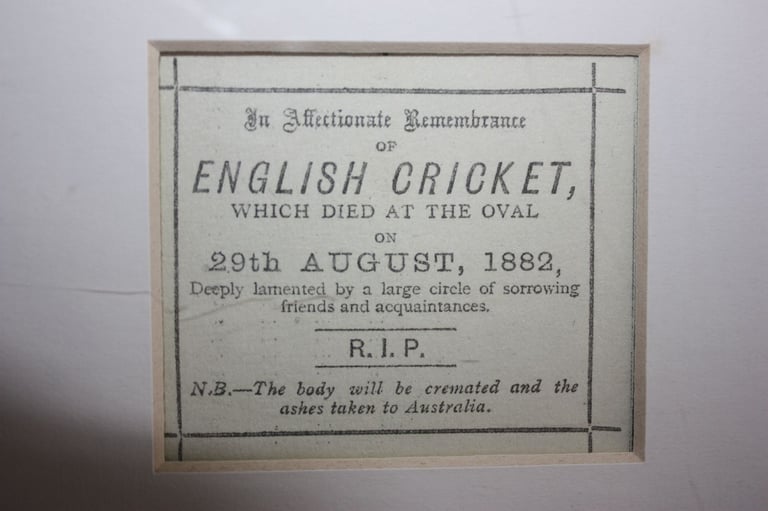 In Affectionate Remembrance
OF
ENGLISH CRICKET,
WHICH DIED AT THE OVAL
ON
29th AUGUST, 1882,
Deeply lamented by a large circle of sorrowing
friends and acquaintances.
R. I. P.
N.B.—The body will be cremated and the
ashes taken to Australia.